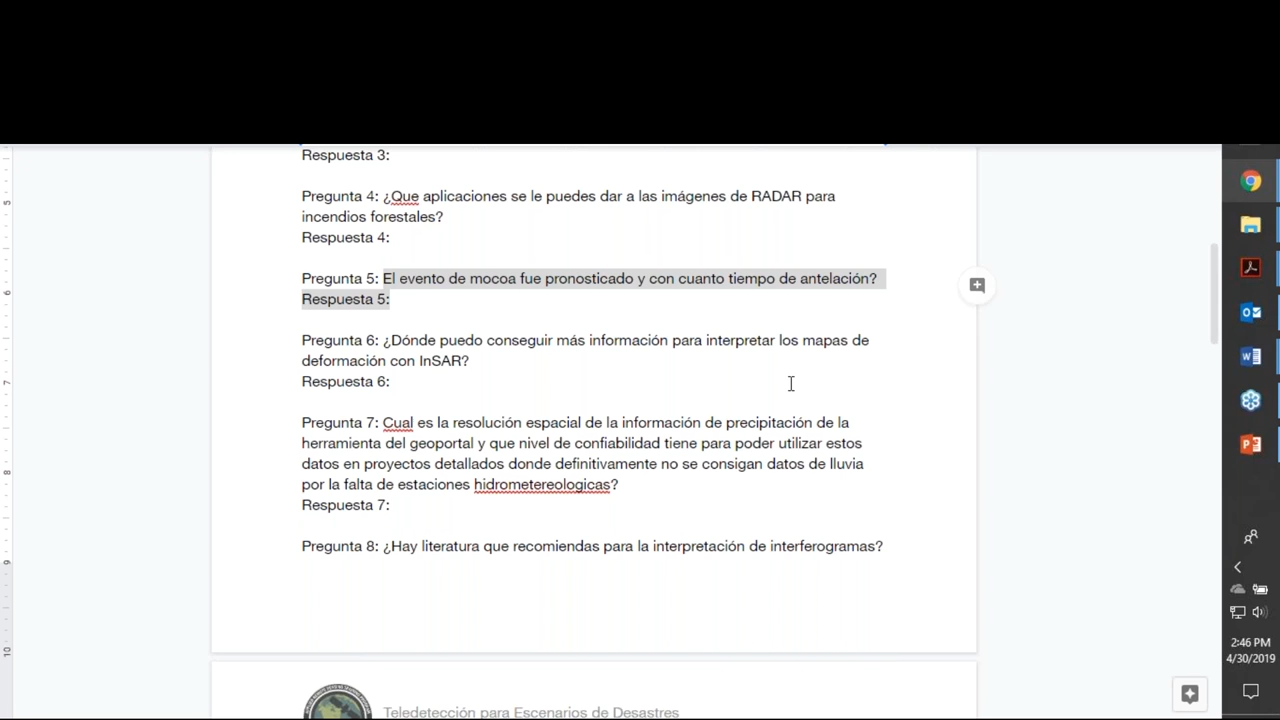 Respuesta 3:
Pregunta 4: ¿Que aplicaciones se le puedes dar a las imágenes de RADAR para
incendios forestales?
Respuesta 4:
Pregunta 5: El evento de mocoa fue pronosticado y con cuanto tiempo de antelación?
Respuesta 5:
Pregunta 6: ¿Dónde puedo conseguir más información para interpretar los mapas de
deformación con InSAR?
Respuesta 6:
Pregunta 7: Cual es la resolución espacial de la información de precipitación de la
herramienta del geoportal y que nivel de confiabilidad tiene para poder utilizar estos
datos en proyectos detallados donde definitivamente no se consigan datos de lluvia
por la falta de estaciones hidrometereologicas?
Respuesta 7:
Pregunta 8: ¿Hay literatura que recomiendas para la interpretación de interferogramas?
Teledetección para Escenarios de Desastres
5
6
7
8
9
10
2:46 PM
4/30/2019